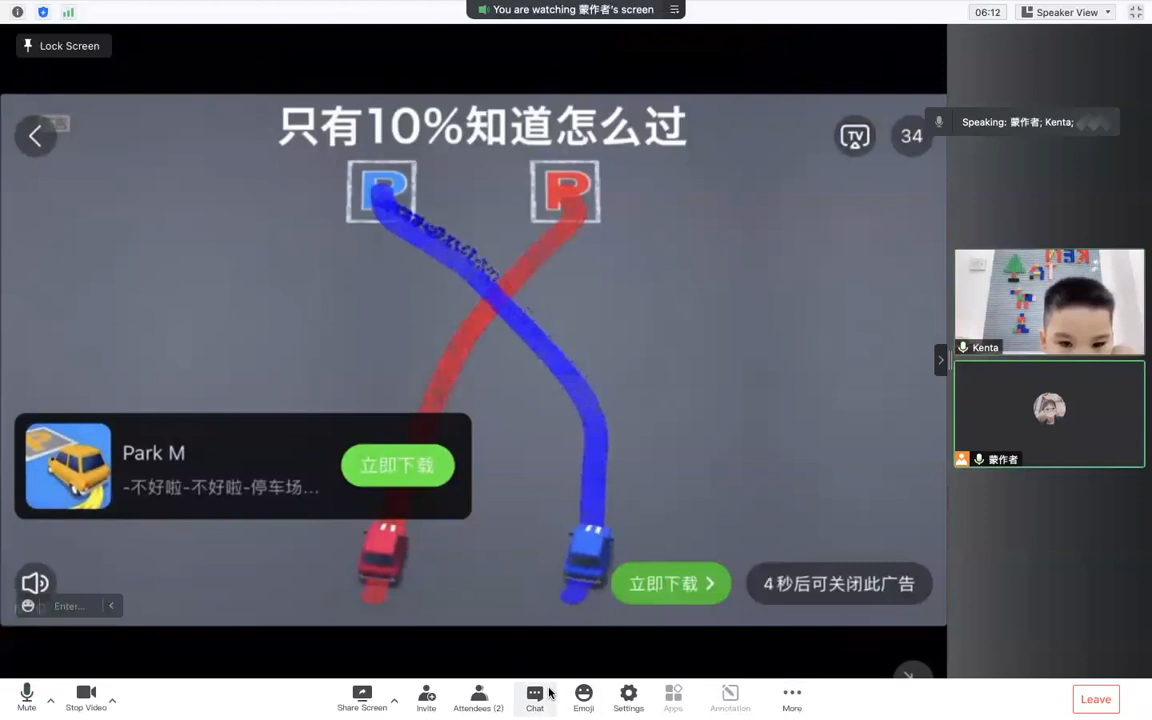 You are watching 蒙作者's screen
06:12
Speaker View
Lock Screen
只有10%知道怎么过
TV
34
Speaking: 蒙作者; Kenta;
P
P
Kenta
蒙作者
Park M
-不好啦-不好啦-停车场...
立即下载
立即下载
4秒后可关闭此广告
Enter...
Mute
Stop Video
Share Screen
Invite
Attendees (2)
Chat
Emoji
Settings
Apps
Annotation
More
Leave